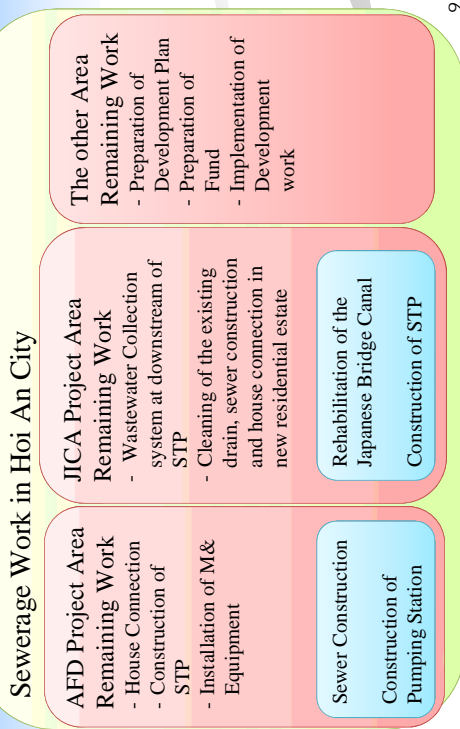 Sewerage Work in Hoi An City
AFD Project Area
Remaining Work
- House Connection
- Construction of
STP
- Installation of M&
Equipment
Sewer Construction
Construction of
Pumping Station
JICA Project Area
Remaining Work
- Wastewater Collection
system at downstream of
STP
- Cleaning of the existing
drain, sewer construction
and house connection in
new residential estate
Rehabilitation of the
Japanese Bridge Canal
Construction of STP
The other Area
Remaining Work
- Preparation of
Development Plan
- Preparation of
Fund
- Implementation of
Development
work